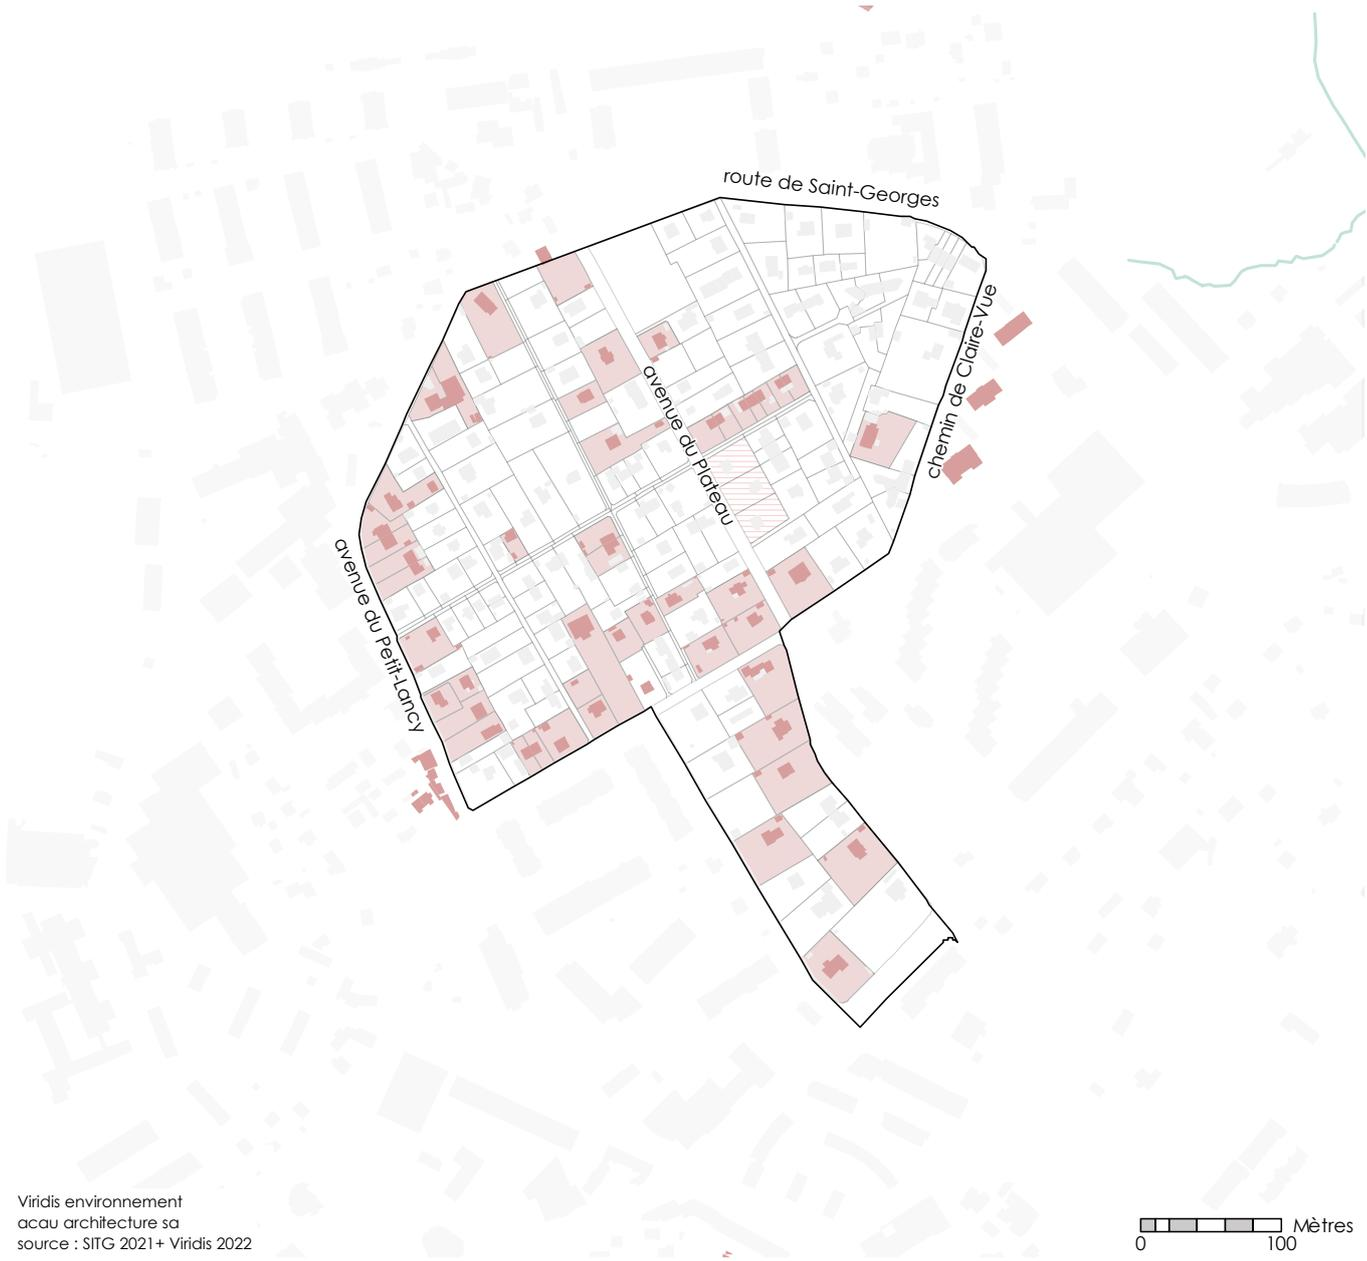 route de Saint-Georges
chemin de Claire-Vue
avenue du Plateau
avenue du Petit-Lancy
Viridis environnement
acau architecture sa
source : SITG 2021+ Viridis 2022
Mètres
0 100